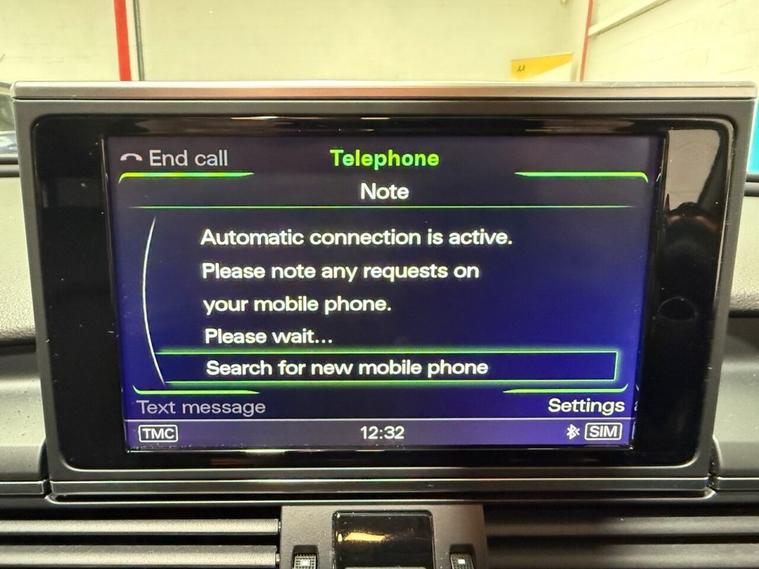 End call
Telephone
Note
Automatic connection is active.
Please note any requests on
your mobile phone.
Please wait...
Search for new mobile phone
Text message
Settings
TMC
12:32
SIM